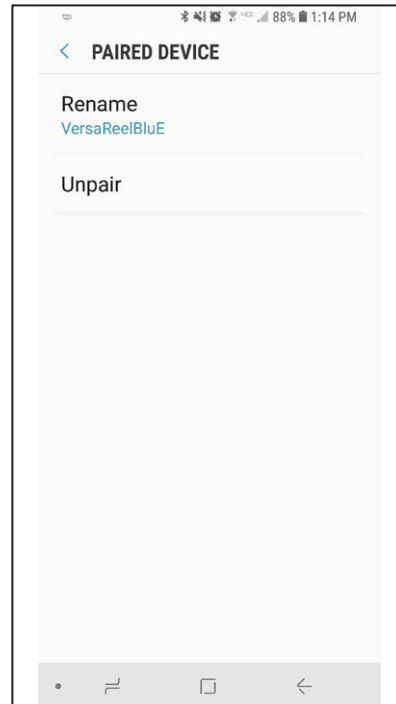 88% 1:14 PM
PAIRED DEVICE
Rename
VersaReelBluE
Unpair